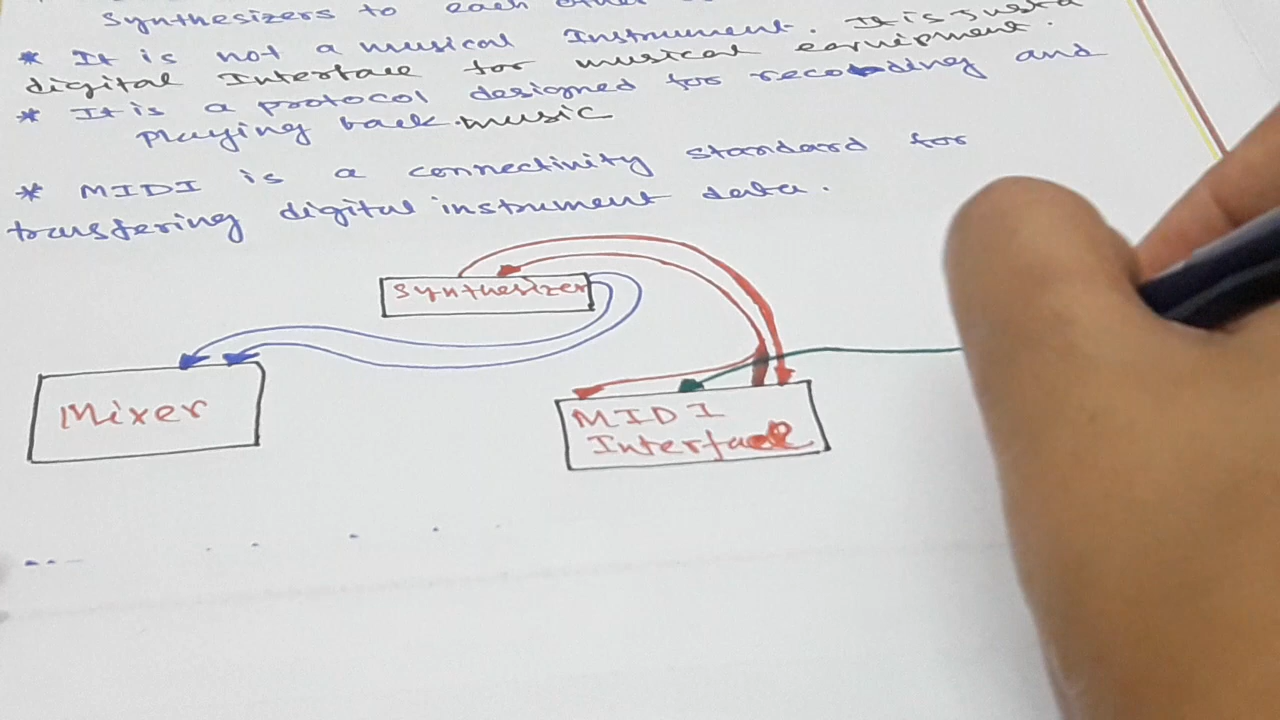 Synthesizers to each other
* It is not a musical Instrument. It is Just a
digital Interface for musical equipment.
* It is a protocol designed for recording and
playing back music
* MIDI is a connectivity standard for
transfering digital instrument data.
Synthesizer
Mixer
MIDI
Interface